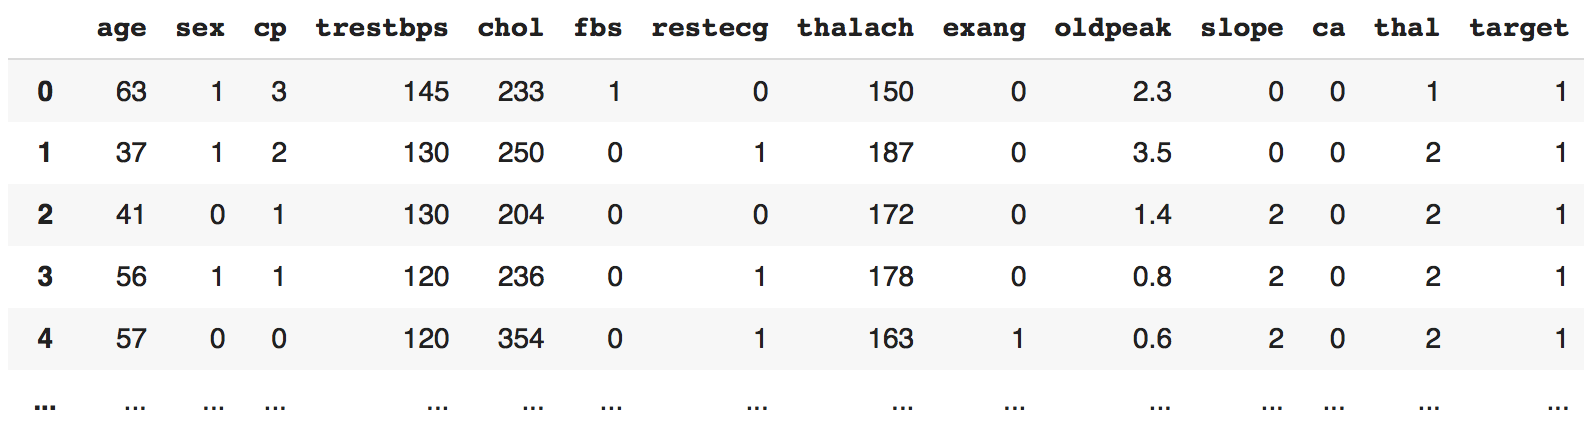 age sex cp trestbps chol fbs restecg thalach exang oldpeak slope ca thal target
0 63 1 3 145 233 1 0 150 0 2.3 0 0 1 1
1 37 1 2 130 250 0 1 187 0 3.5 0 0 2 1
2 41 0 1 130 204 0 0 172 0 1.4 2 0 2 1
3 56 1 1 120 236 0 1 178 0 0.8 2 0 2 1
4 57 0 0 120 354 0 1 163 1 0.6 2 0 2 1
... ... ... ... ... ... ... ... ... ... ... ... ... ... ...